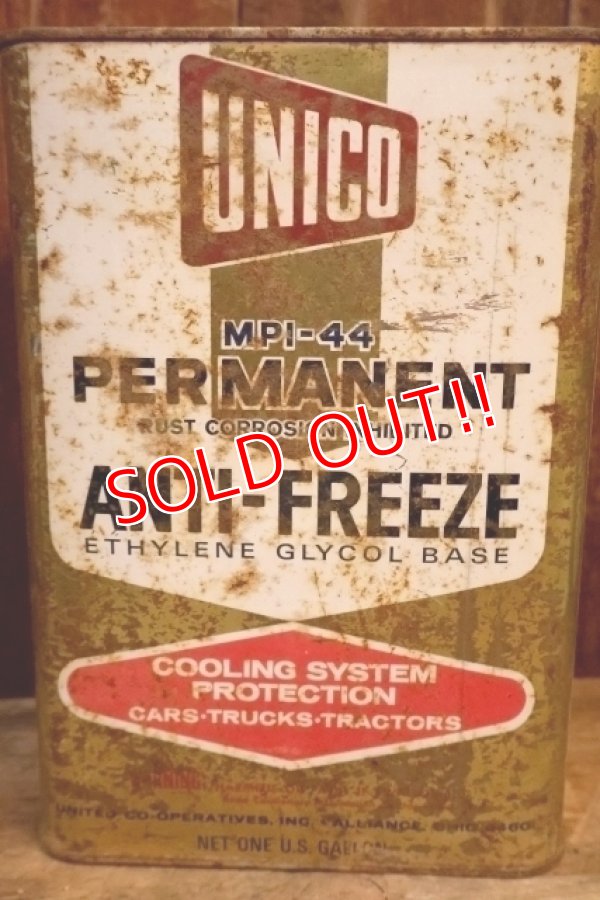 UNICO
MPI-44
PERMANENT
RUST CORROSION INHIBITED
SOLD OUT!!
ANTI-FREEZE
ETHYLENE GLYCOL BASE
COOLING SYSTEM
PROTECTION
CARS·TRUCKS·TRACTORS
UNITED CO-OPERATIVES, INC. ALLIANCE, OHIO
NET ONE U.S. GALLON